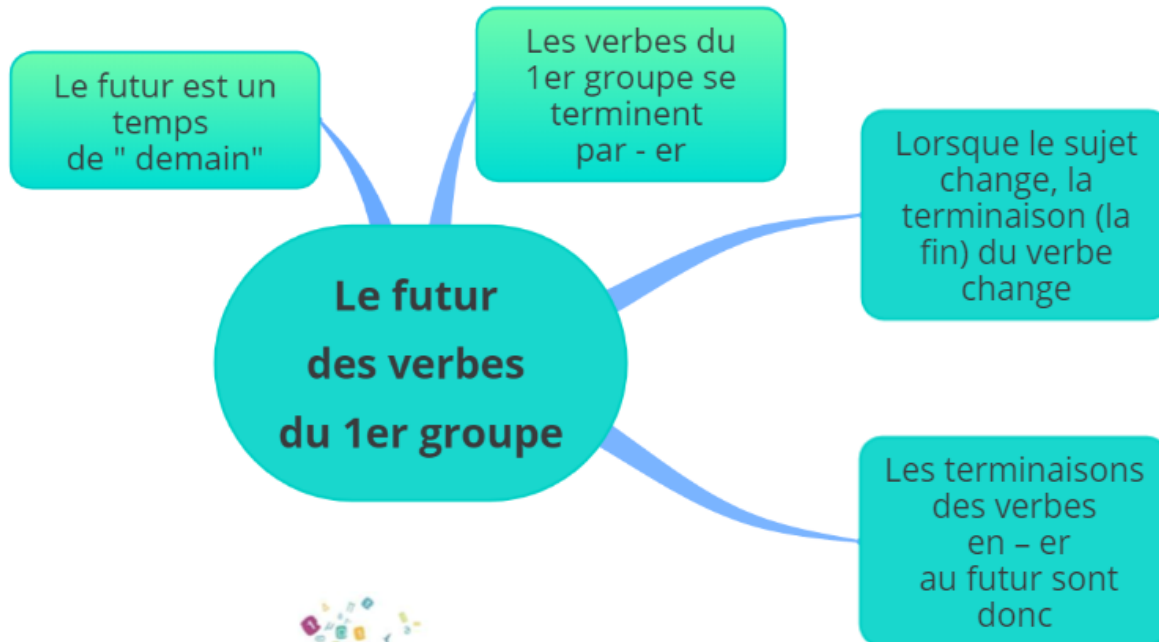 Le futur est un
temps
de " demain"
Les verbes du
1er groupe se
terminent
par - er
Lorsque le sujet
change, la
terminaison (la
fin) du verbe
change
Le futur
des verbes
du 1er groupe
Les terminaisons
des verbes
en – er
au futur sont
donc